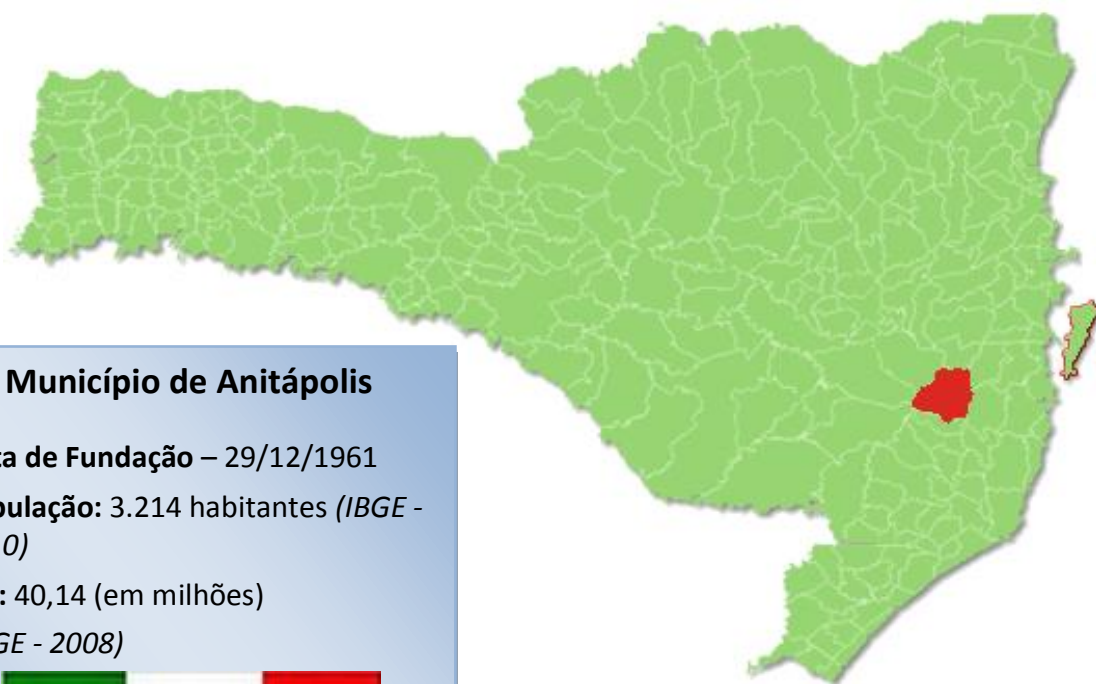 Município de Anitápolis
ta de Fundação – 29/12/1961
pulação: 3.214 habitantes (IBGE -
0)
: 40,14 (em milhões)
GE - 2008)